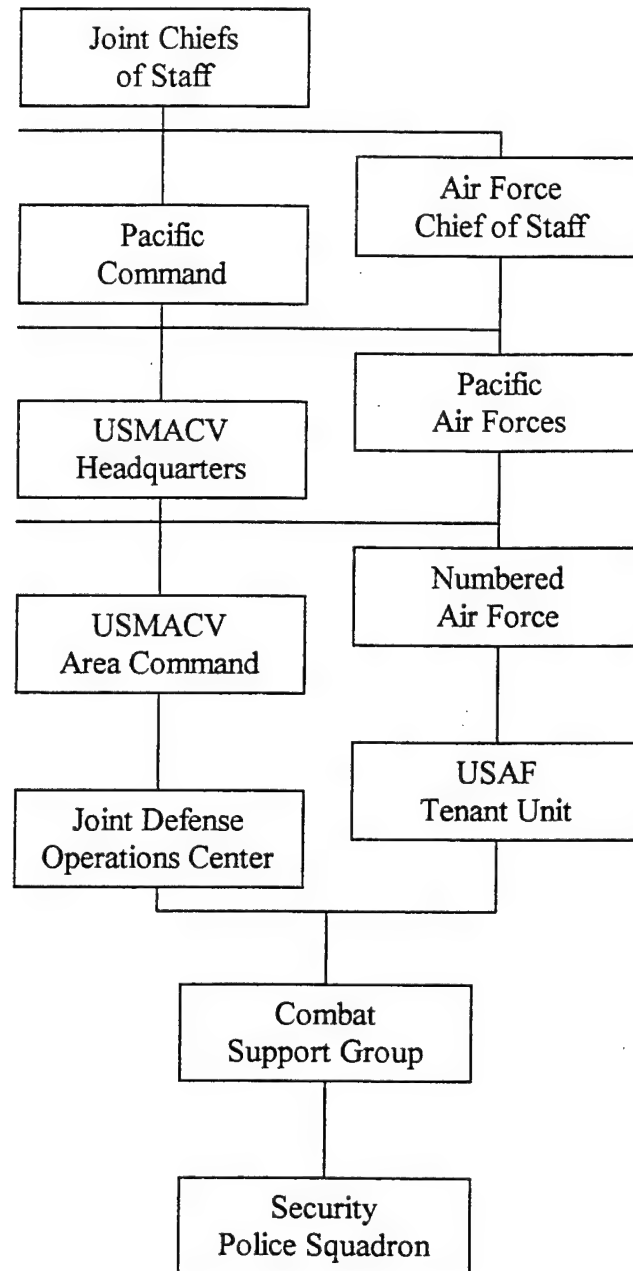 Joint Chiefs
of Staff
Air Force
Chief of Staff
Pacific
Command
Pacific
Air Forces
USMACV
Headquarters
Numbered
Air Force
USMACV
Area Command
USAF
Tenant Unit
Joint Defense
Operations Center
Combat
Support Group
Security
Police Squadron